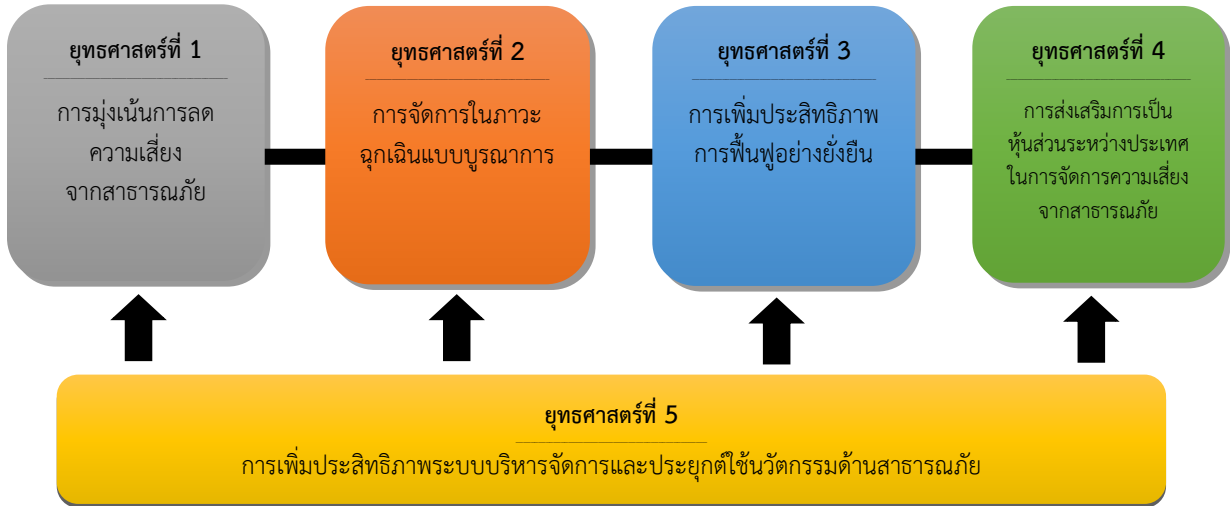 ยุทธศาสตร์ที่ 1
การมุ่งเน้นการลด
ความเสี่ยง
จากสาธารณภัย
ยุทธศาสตร์ที่ 2
การจัดการในภาวะ
ฉุกเฉินแบบบูรณาการ
ยุทธศาสตร์ที่ 3
การเพิ่มประสิทธิภาพ
การฟื้นฟูอย่างยั่งยืน
ยุทธศาสตร์ที่ 4
การส่งเสริมการเป็น
หุ้นส่วนระหว่างประเทศ
ในการจัดการความเสี่ยง
จากสาธารณภัย
ยุทธศาสตร์ที่ 5
การเพิ่มประสิทธิภาพระบบบริหารจัดการและประยุกต์ใช้นวัตกรรมด้านสาธารณภัย